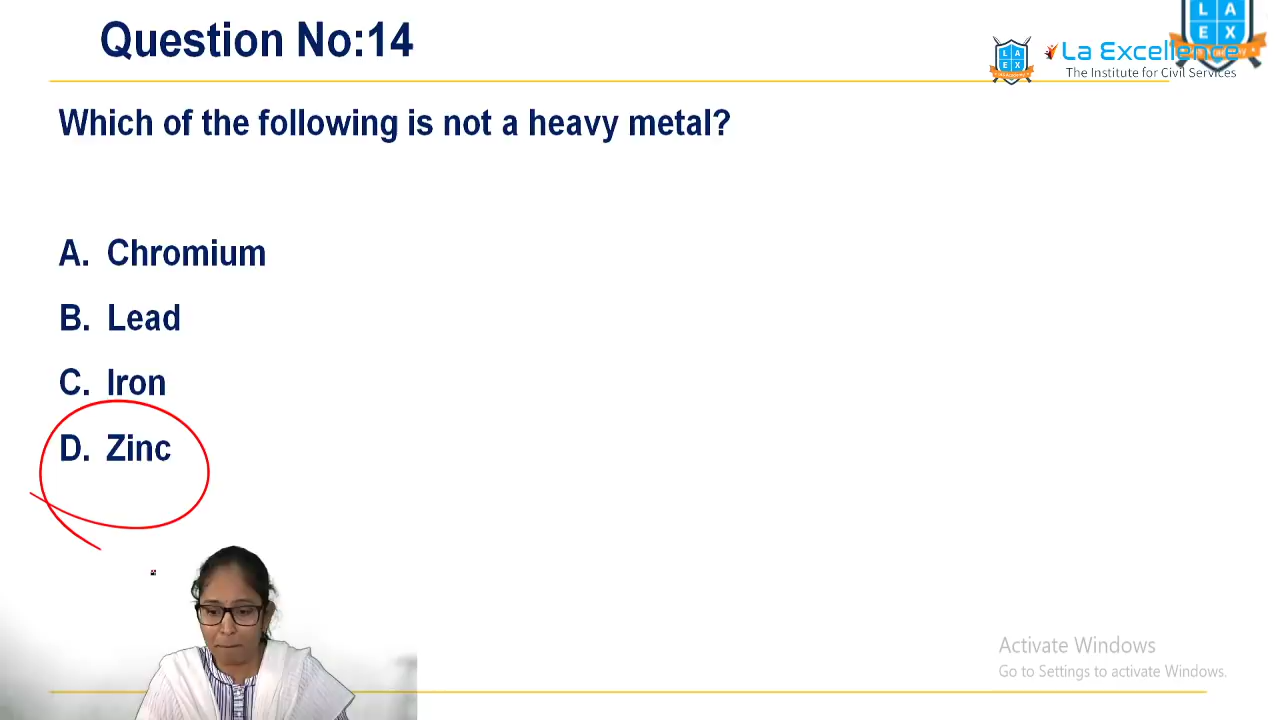 Question No:14
L A
E X
L A
E X
La Excellence
The Institute for Civil Services
Which of the following is not a heavy metal?
A. Chromium
B. Lead
C. Iron
D. Zinc
Activate Windows
Go to Settings to activate Windows.